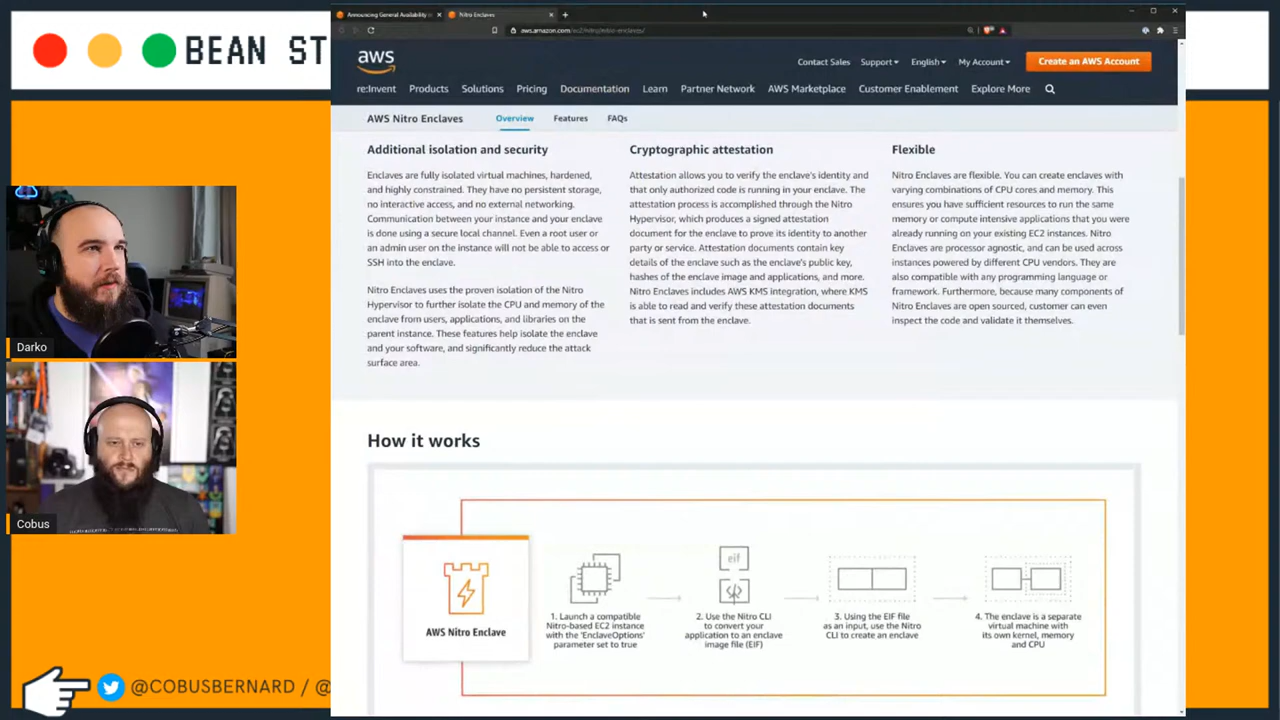 BEAN ST
Announcing General Availability
Nitro Enclaves
aws.amazon.com/ec2/nitro/nitro-enclaves/
aws
Contact Sales
Support
English
My Account
Create an AWS Account
re:Invent
Products
Solutions
Pricing
Documentation
Learn
Partner Network
AWS Marketplace
Customer Enablement
Explore More
AWS Nitro Enclaves
Overview
Features
FAQs
Additional isolation and security
Enclaves are fully isolated virtual machines, hardened,
and highly constrained. They have no persistent storage,
no interactive access, and no external networking.
Communication between your instance and your enclave
is done using a secure local channel. Even a root user or
an admin user on the instance will not be able to access or
SSH into the enclave.
Nitro Enclaves uses the proven isolation of the Nitro
Hypervisor to further isolate the CPU and memory of the
enclave from users, applications, and libraries on the
parent instance. These features help isolate the enclave
and your software, and significantly reduce the attack
surface area.
Cryptographic attestation
Attestation allows you to verify the enclave's identity and
that only authorized code is running in your enclave. The
attestation process is accomplished through the Nitro
Hypervisor, which produces a signed attestation
document for the enclave to prove its identity to another
party or service. Attestation documents contain key
details of the enclave such as the enclave's public key,
hashes of the enclave image and applications, and more.
Nitro Enclaves includes AWS KMS integration, where KMS
is able to read and verify these attestation documents
that is sent from the enclave.
Flexible
Nitro Enclaves are flexible. You can create enclaves with
varying combinations of CPU cores and memory. This
ensures you have sufficient resources to run the same
memory or compute intensive applications that you were
already running on your existing EC2 instances. Nitro
Enclaves are processor agnostic, and can be used across
instances powered by different CPU vendors. They are
also compatible with any programming language or
framework. Furthermore, because many components of
Nitro Enclaves are open sourced, customer can even
inspect the code and validate it themselves.
Darko
Cobus
How it works
AWS Nitro Enclave
1. Launch a compatible
Nitro-based EC2 instance
with the 'EnclaveOptions'
parameter set to true
eif
2. Use the Nitro CLI
to convert your
application to an enclave
image file (EIF)
3. Using the EIF file
as an input, use the Nitro
CLI to create an enclave
4. The enclave is a separate
virtual machine with
its own kernel, memory
and CPU
@COBUSBERNARD / @